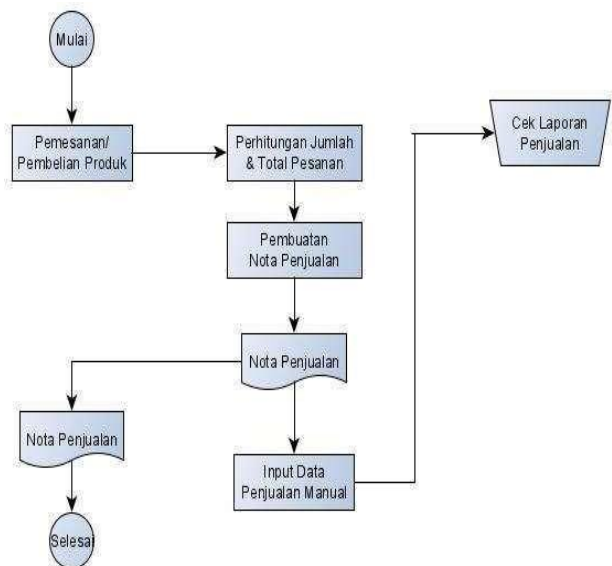 Mulai
Pemesanan/
Pembelian Produk
Perhitungan Jumlah
& Total Pesanan
Cek Laporan
Penjualan
Pembuatan
Nota Penjualan
Nota Penjualan
Nota Penjualan
Input Data
Penjualan Manual
Selesai